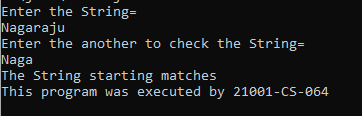 Enter the String=
Nagaraju
Enter the another to check the String=
Naga
The String starting matches
This program was executed by 21001-CS-064